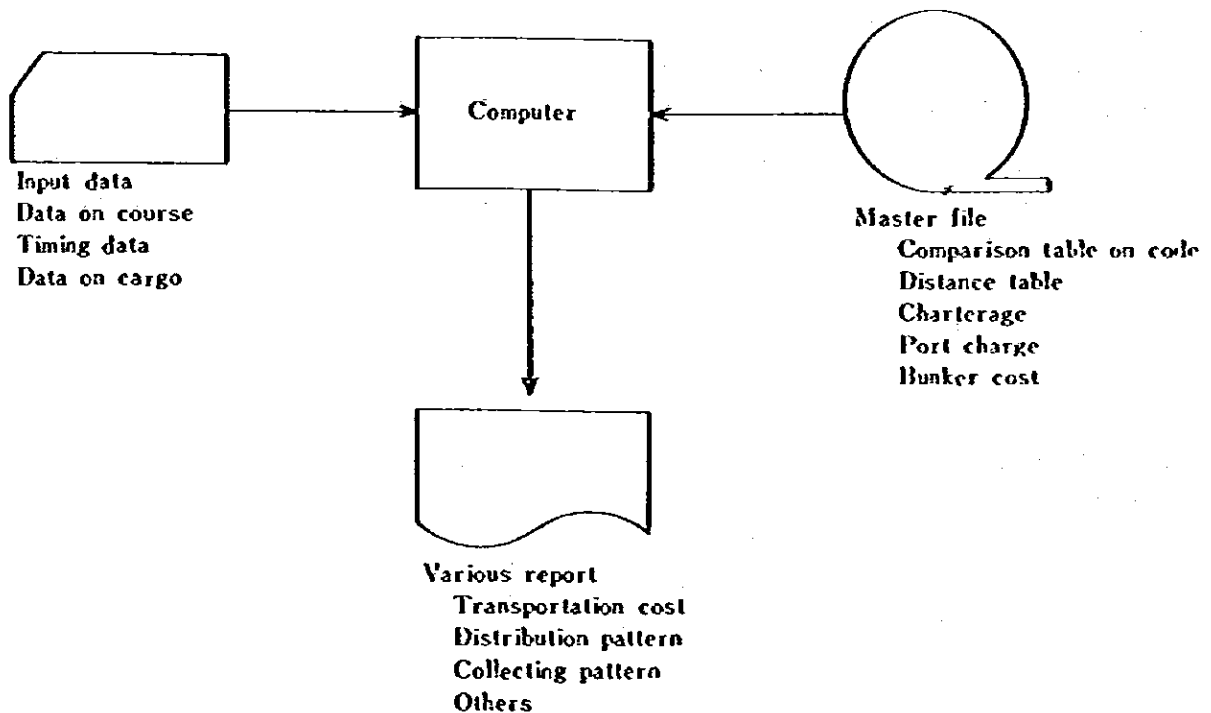 Computer
Input data
Data on course
Timing data
Data on cargo
Master file
Comparison table on code
Distance table
Charterage
Port charge
Bunker cost
Various report
Transportation cost
Distribution pattern
Collecting pattern
Others